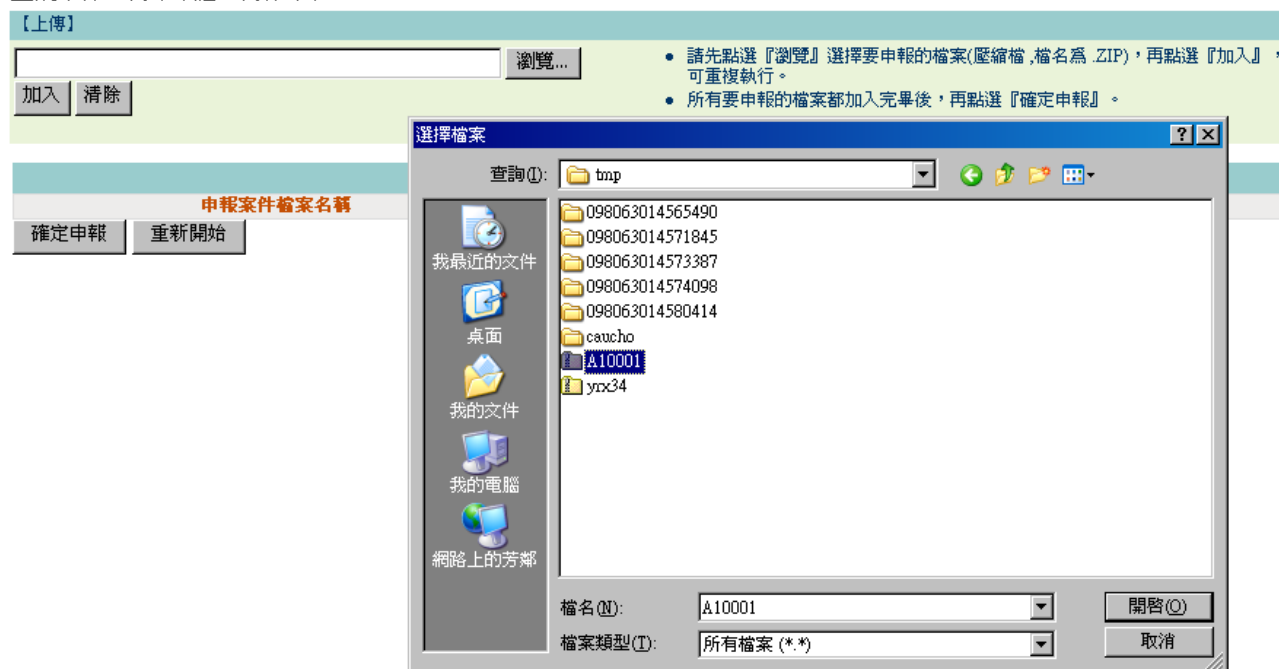 【上傳】
瀏覽...
加入 清除
● 請先點選『瀏覽』選擇要申報的檔案(壓縮檔 ,檔名為 .ZIP)，再點選『加入』，
可重複執行。
● 所有要申報的檔案都加入完畢後，再點選『確定申報』。
申報案件檔案名稱
確定申報 重新開始
選擇檔案
查詢(I): tmp
我最近的文件
桌面
我的文件
我的電腦
網路上的芳鄰
098063014565490
098063014571845
098063014573387
098063014574098
098063014580414
caucho
A10001
yrx34
檔名(N): A10001 開啓(O)
檔案類型(T): 所有檔案 (*.*) 取消